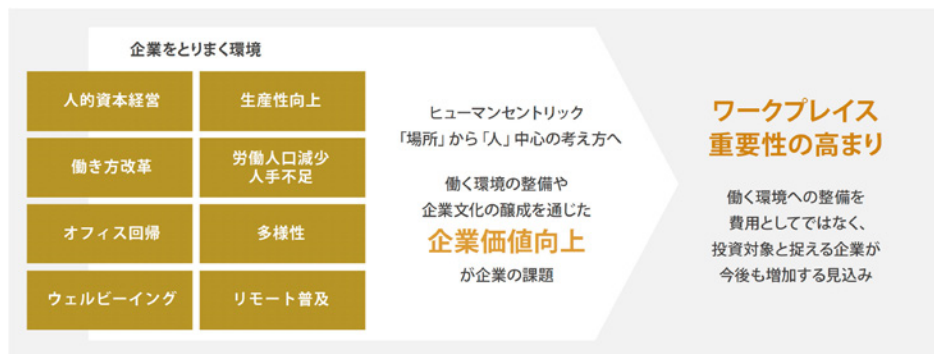 企業をとりまく環境
人的資本経営
生産性向上
働き方改革
労働人口減少
人手不足
オフィス回帰
多様性
ウェルビーイング
リモート普及
ヒューマンセントリック
「場所」から「人」中心の考え方へ
働く環境の整備や
企業文化の醸成を通じた
企業価値向上
が企業の課題
ワークプレイス
重要性の高まり
働く環境への整備を
費用としてではなく、
投資対象と捉える企業が
今後も増加する見込み